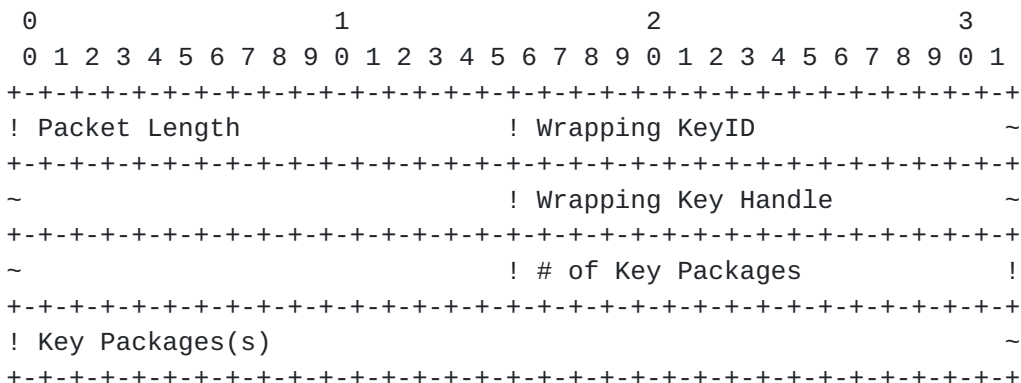 0                   1                   2                   3
 0 1 2 3 4 5 6 7 8 9 0 1 2 3 4 5 6 7 8 9 0 1 2 3 4 5 6 7 8 9 0 1
+-+-+-+-+-+-+-+-+-+-+-+-+-+-+-+-+-+-+-+-+-+-+-+-+-+-+-+-+-+-+-+-+
! Packet Length                 ! Wrapping KeyID                ~
+-+-+-+-+-+-+-+-+-+-+-+-+-+-+-+-+-+-+-+-+-+-+-+-+-+-+-+-+-+-+-+-+
~                               ! Wrapping Key Handle           ~
+-+-+-+-+-+-+-+-+-+-+-+-+-+-+-+-+-+-+-+-+-+-+-+-+-+-+-+-+-+-+-+-+
~                               ! # of Key Packages             !
+-+-+-+-+-+-+-+-+-+-+-+-+-+-+-+-+-+-+-+-+-+-+-+-+-+-+-+-+-+-+-+-+
! Key Packages(s)                                               ~
+-+-+-+-+-+-+-+-+-+-+-+-+-+-+-+-+-+-+-+-+-+-+-+-+-+-+-+-+-+-+-+-+